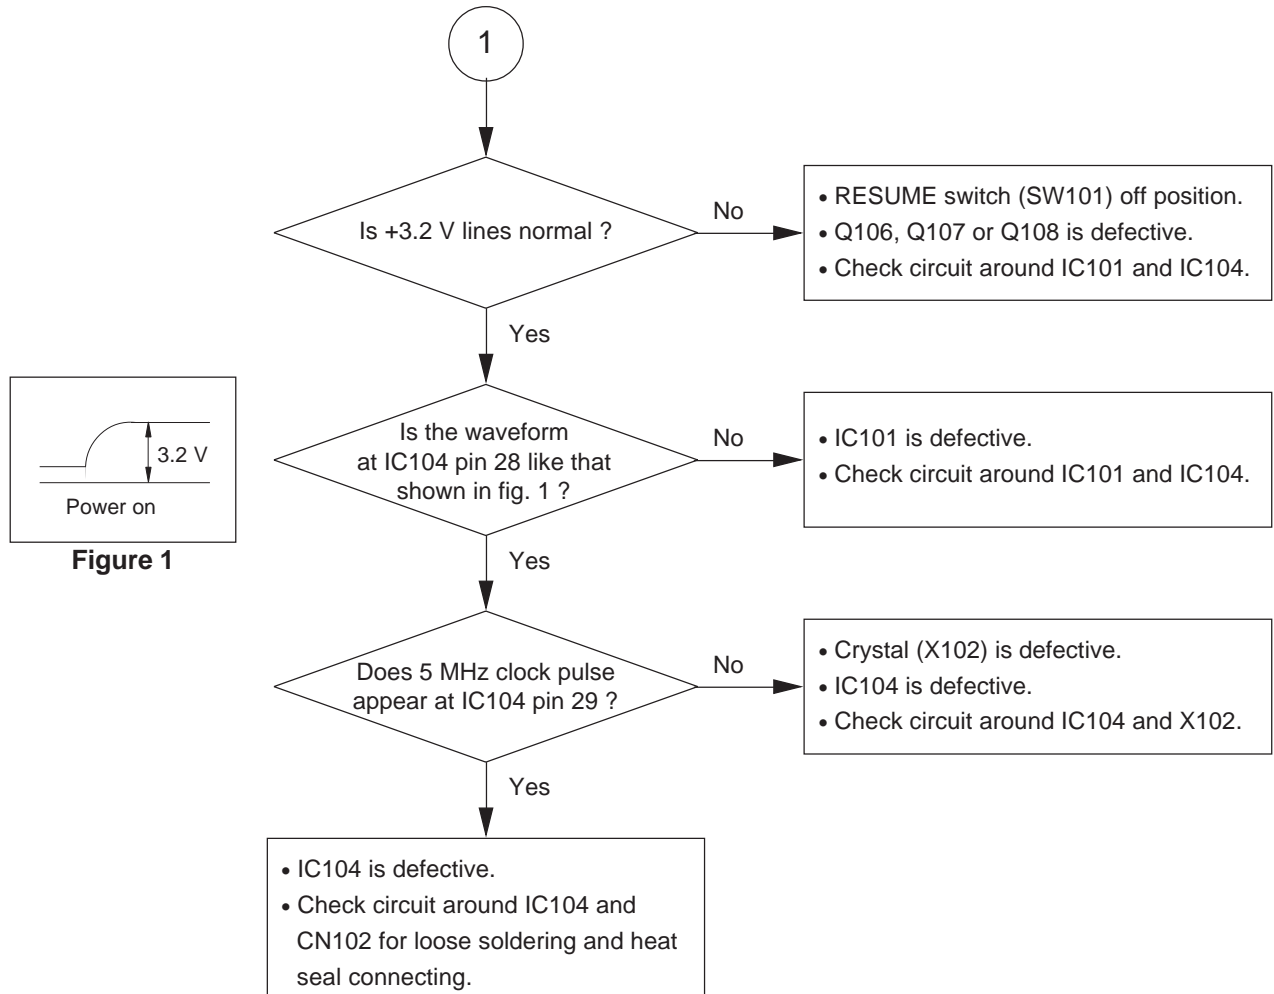 1
Is +3.2 V lines normal ?
No
• RESUME switch (SW101) off position.
• Q106, Q107 or Q108 is defective.
• Check circuit around IC101 and IC104.
Yes
3.2 V
Power on
Figure 1
Is the waveform
at IC104 pin 28 like that
shown in fig. 1 ?
No
• IC101 is defective.
• Check circuit around IC101 and IC104.
Yes
Does 5 MHz clock pulse
appear at IC104 pin 29 ?
No
• Crystal (X102) is defective.
• IC104 is defective.
• Check circuit around IC104 and X102.
Yes
• IC104 is defective.
• Check circuit around IC104 and
CN102 for loose soldering and heat
seal connecting.